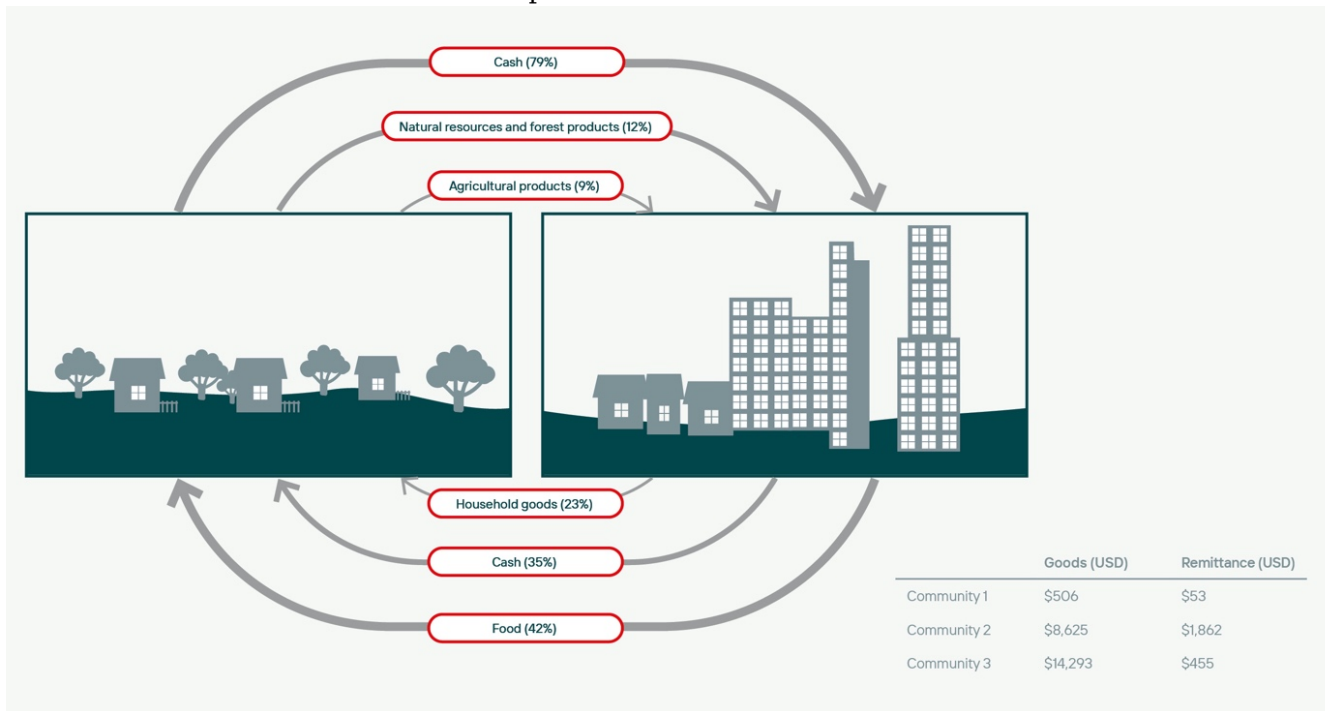 Cash (79%)
Natural resources and forest products (12%)
Agricultural products (9%)
Household goods (23%)
Cash (35%)
Food (42%)
Goods (USD) Remittance (USD)
Community 1 $506 $53
Community 2 $8,625 $1,862
Community 3 $14,293 $455